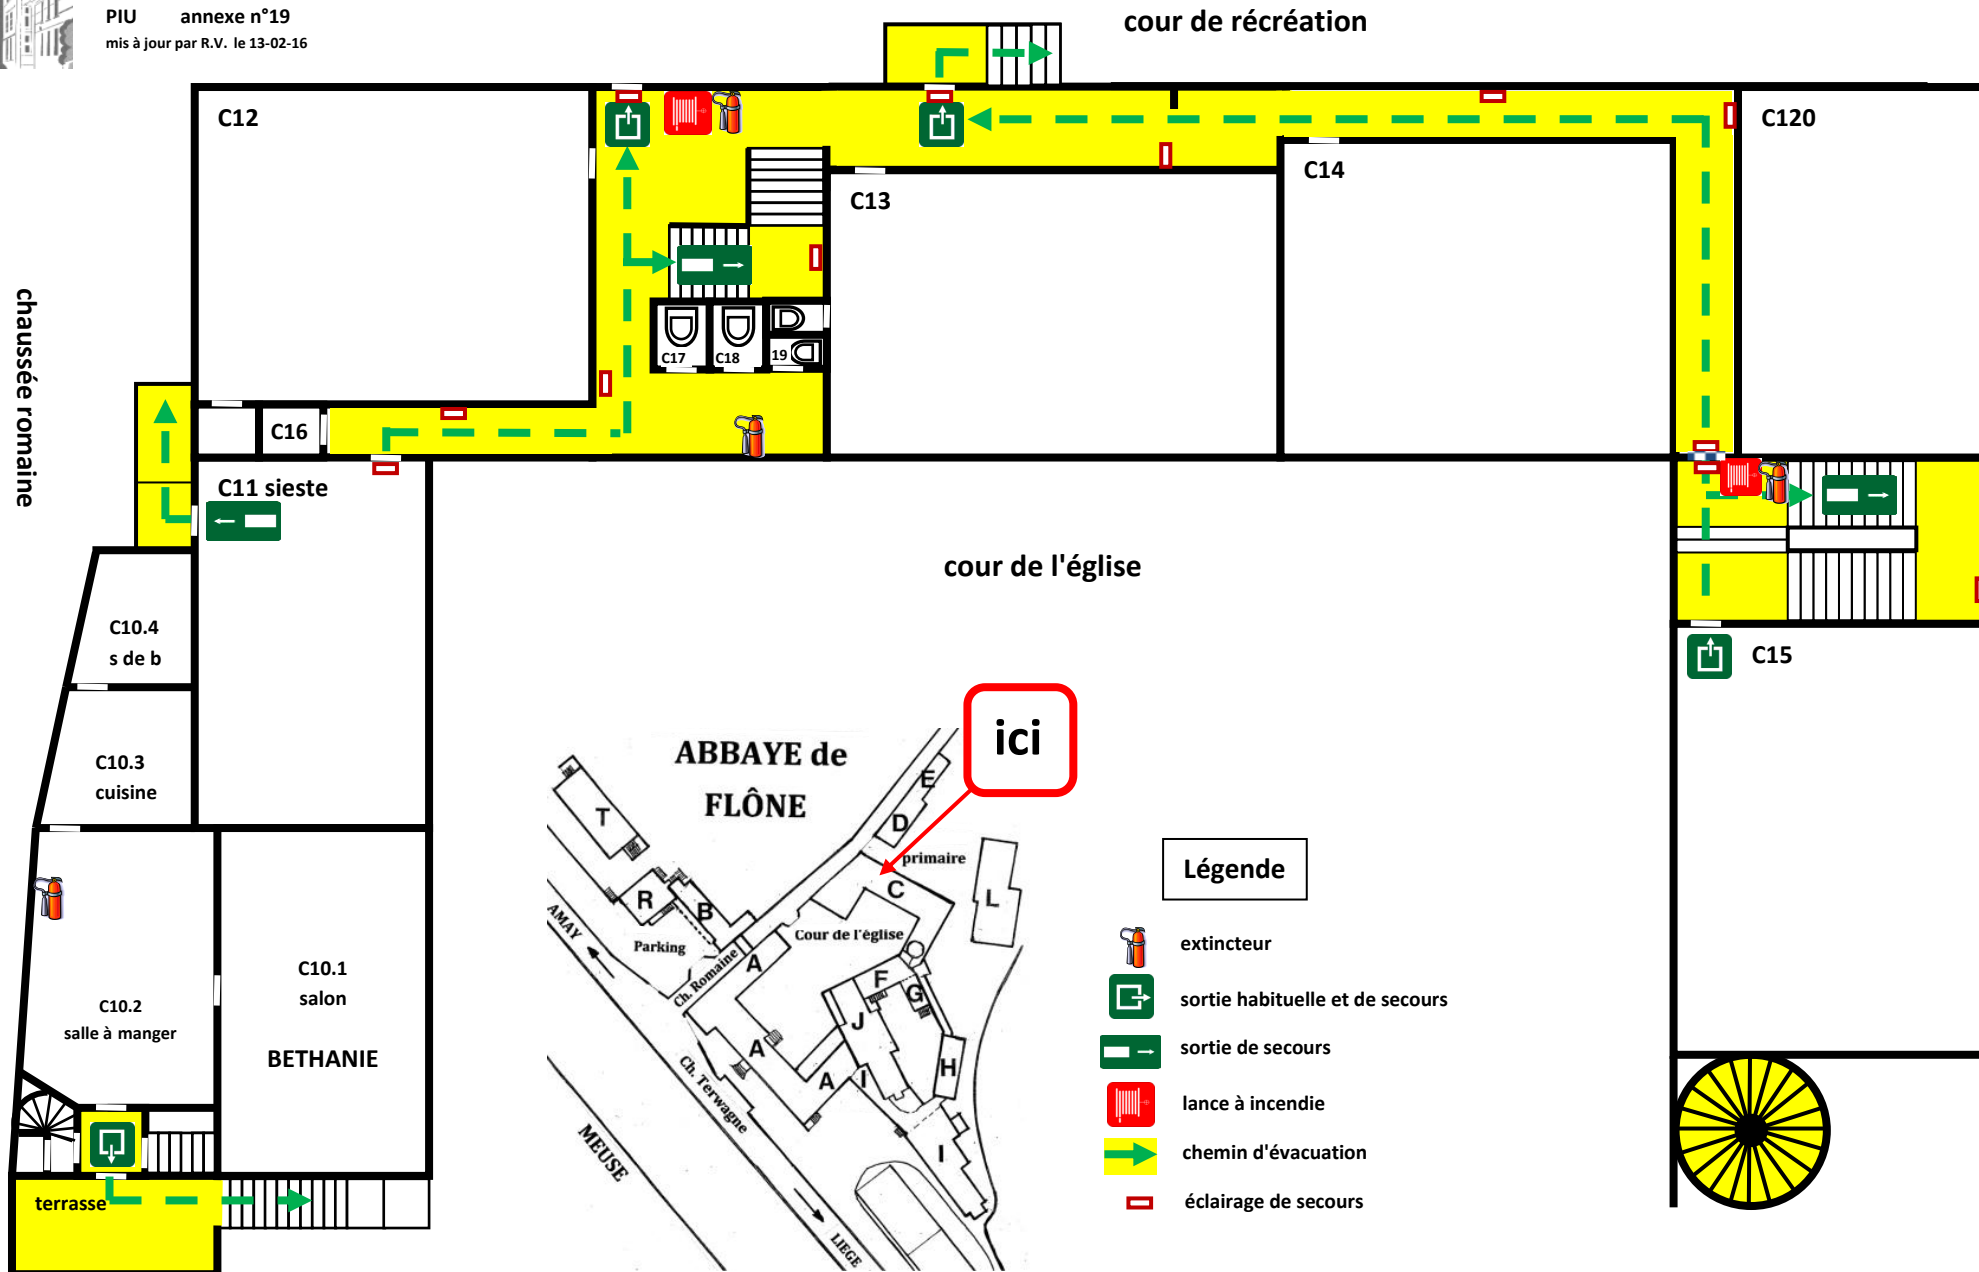 PIU annexe n°19
mis à jour par R.V. le 13-02-16
cour de récréation
chaussée romaine
C12
C120
C14
C13
C17
C18
19
C16
C11 sieste
cour de l'église
C10.4
s de b
C15
C10.3
cuisine
C10.1
salon
C10.2
salle à manger
BETHANIE
terrasse
ici
ABBAYE de
FLÔNE
E
T
D
primaire
C
L
R
B
AMAY
Parking
Cour de l'église
A
Ch. Romaine
F
G
J
A
A
I
H
Ch. Terwagne
MEUSE
I
LIEGE
Légende
extincteur
sortie habituelle et de secours
sortie de secours
lance à incendie
chemin d'évacuation
éclairage de secours